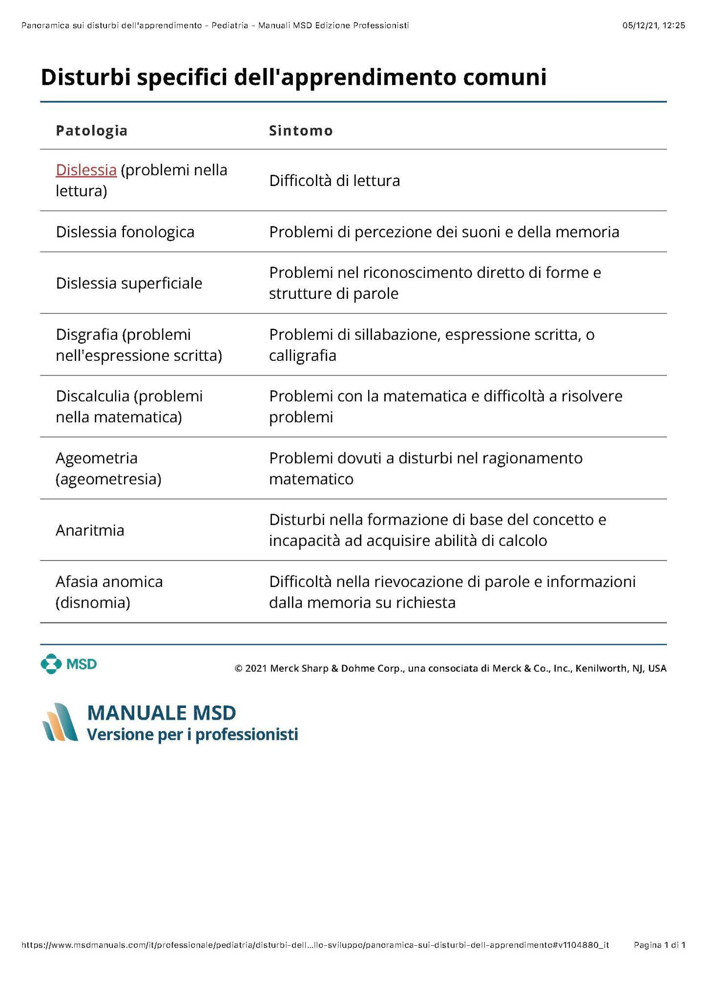 Panoramica sui disturbi dell'apprendimento - Pediatria - Manuali MSD Edizione Professionisti 05/12/21, 12:25
Disturbi specifici dell'apprendimento comuni
Patologia Sintomo
Dislessia (problemi nella
lettura)
Difficoltà di lettura
Dislessia fonologica Problemi di percezione dei suoni e della memoria
Dislessia superficiale
Problemi nel riconoscimento diretto di forme e
strutture di parole
Disgrafia (problemi
nell'espressione scritta)
Problemi di sillabazione, espressione scritta, o
calligrafia
Discalculia (problemi
nella matematica)
Problemi con la matematica e difficoltà a risolvere
problemi
Ageometria
(ageometresia)
Problemi dovuti a disturbi nel ragionamento
matematico
Anaritmia
Disturbi nella formazione di base del concetto e
incapacità ad acquisire abilità di calcolo
Afasia anomica
(disnomia)
Difficoltà nella rievocazione di parole e informazioni
dalla memoria su richiesta
MSD
© 2021 Merck Sharp & Dohme Corp., una consociata di Merck & Co., Inc., Kenilworth, NJ, USA
MANUALE MSD
Versione per i professionisti
https://www.msdmanuals.com/it/professionale/pediatria/disturbi-dell…llo-sviluppo/panoramica-sui-disturbi-dell-apprendimento#v1104880_it Pagina 1 di 1